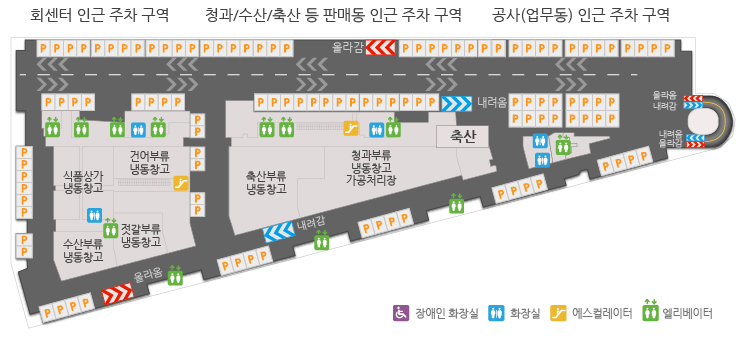 회센터 인근 주차 구역 청과/수산/축산 등 판매동 인근 주차 구역 공사(업무동) 인근 주차 구역
P P P P P P P P P P P P P P P P P P P P 올라감 P P P P P P P P P P P P P P P P P P P P P
P P P P P P P P P P P P P P P P P P P P P P 내려옴 P P P P P P P P
P P P P P P P P
올라옴
내려옴
내려옴
올라옴
축산
건어부류
냉동창고
식품상가
냉동창고
청과부류
냉동창고
가공처리장
축산부류
냉동창고
젓갈부류
냉동창고
수산부류
냉동창고
내려감
올라옴
장애인 화장실 화장실 에스컬레이터 엘리베이터